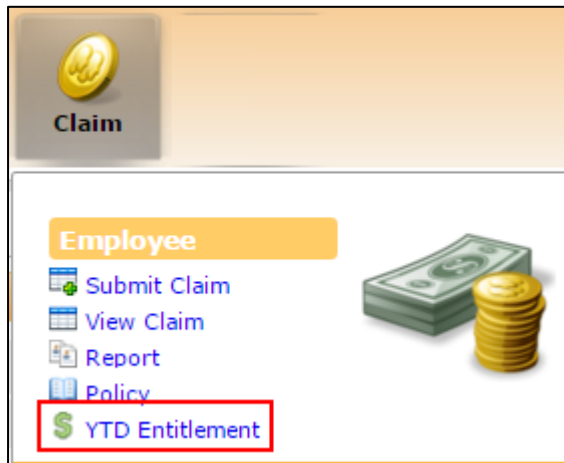 Claim
Employee
Submit Claim
View Claim
Report
Policy
YTD Entitlement